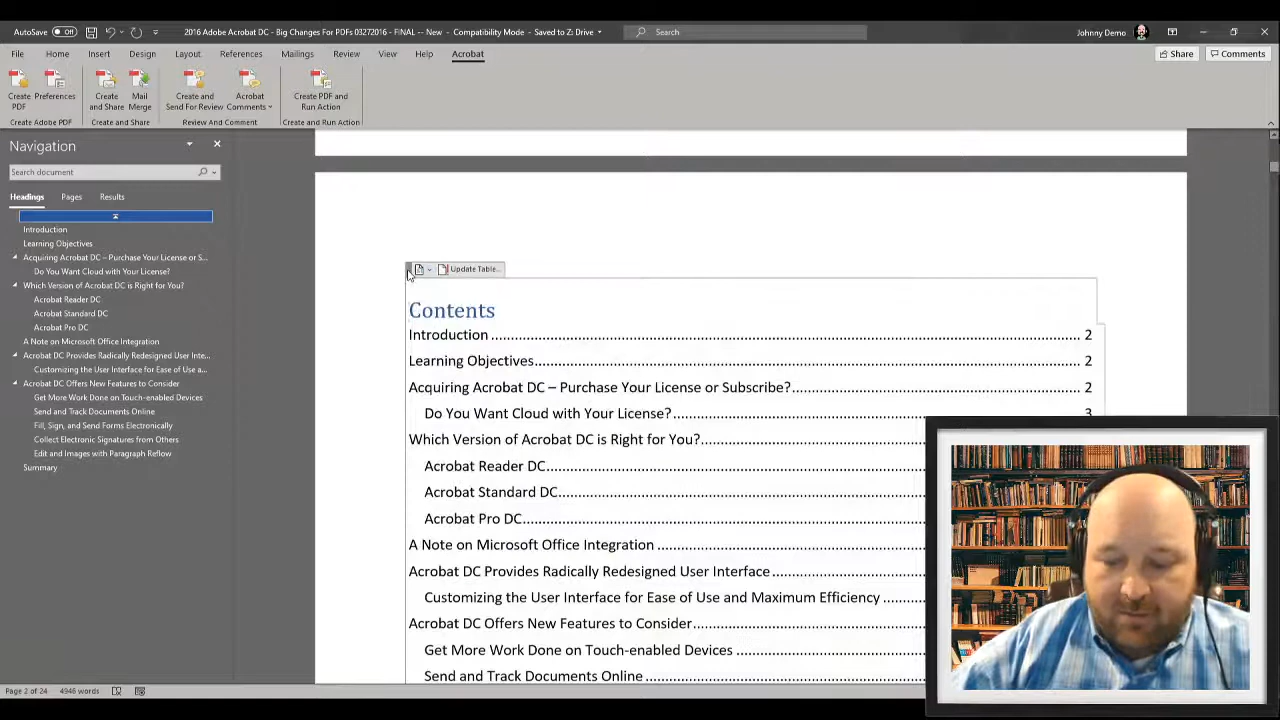 AutoSave Off 2016 Adobe Acrobat DC - Big Changes For PDFs 03272016 - FINAL -- New - Compatibility Mode - Saved to Z: Drive Search Johnny Demo
File Home Insert Design Layout References Mailings Review View Help Acrobat Share Comments
Create PDF
Preferences
Create and Share
Mail Merge
Create and Send For Review
Acrobat Comments
Create PDF and Run Action
Create Adobe PDF Create and Share Review And Comment Create and Run Action
Navigation
Search document
Headings Pages Results
Introduction
Learning Objectives
Acquiring Acrobat DC – Purchase Your License or S...
Do You Want Cloud with Your License?
Which Version of Acrobat DC is Right for You?
Acrobat Reader DC
Acrobat Standard DC
Acrobat Pro DC
A Note on Microsoft Office Integration
Acrobat DC Provides Radically Redesigned User Inte...
Customizing the User Interface for Ease of Use a...
Acrobat DC Offers New Features to Consider
Get More Work Done on Touch-enabled Devices
Send and Track Documents Online
Fill, Sign, and Send Forms Electronically
Collect Electronic Signatures from Others
Edit and Images with Paragraph Reflow
Summary
Update Table...
Contents
Introduction 2
Learning Objectives 2
Acquiring Acrobat DC – Purchase Your License or Subscribe? 2
Do You Want Cloud with Your License? 3
Which Version of Acrobat DC is Right for You?
Acrobat Reader DC
Acrobat Standard DC
Acrobat Pro DC
A Note on Microsoft Office Integration
Acrobat DC Provides Radically Redesigned User Interface
Customizing the User Interface for Ease of Use and Maximum Efficiency
Acrobat DC Offers New Features to Consider
Get More Work Done on Touch-enabled Devices
Send and Track Documents Online
Page 2 of 24 4946 words